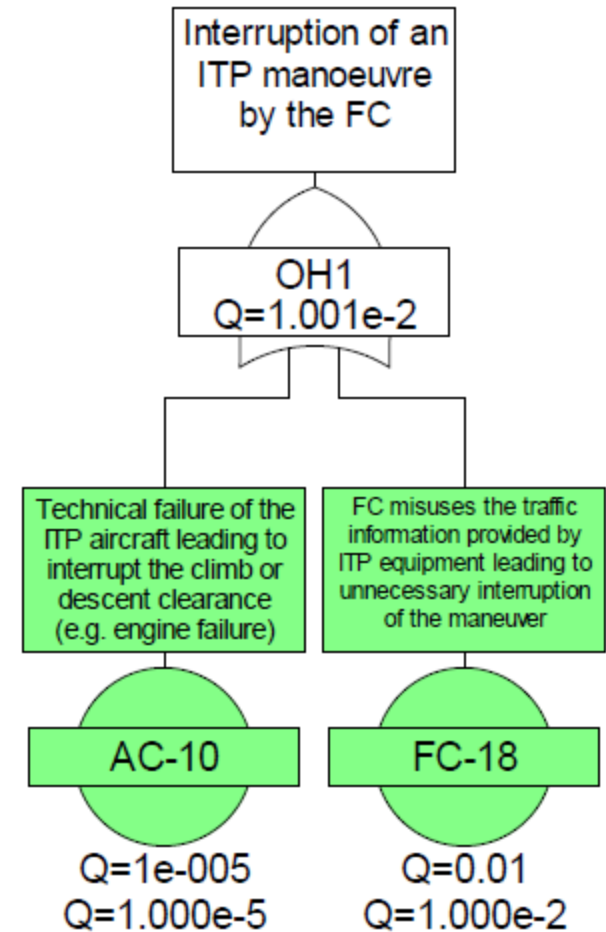 Interruption of an
ITP manoeuvre
by the FC
OH1
Q=1.001e-2
Technical failure of the
ITP aircraft leading to
interrupt the climb or
descent clearance
(e.g. engine failure)
FC misuses the traffic
information provided by
ITP equipment leading to
unnecessary interruption
of the maneuver
AC-10
FC-18
Q=1e-005
Q=1.000e-5
Q=0.01
Q=1.000e-2